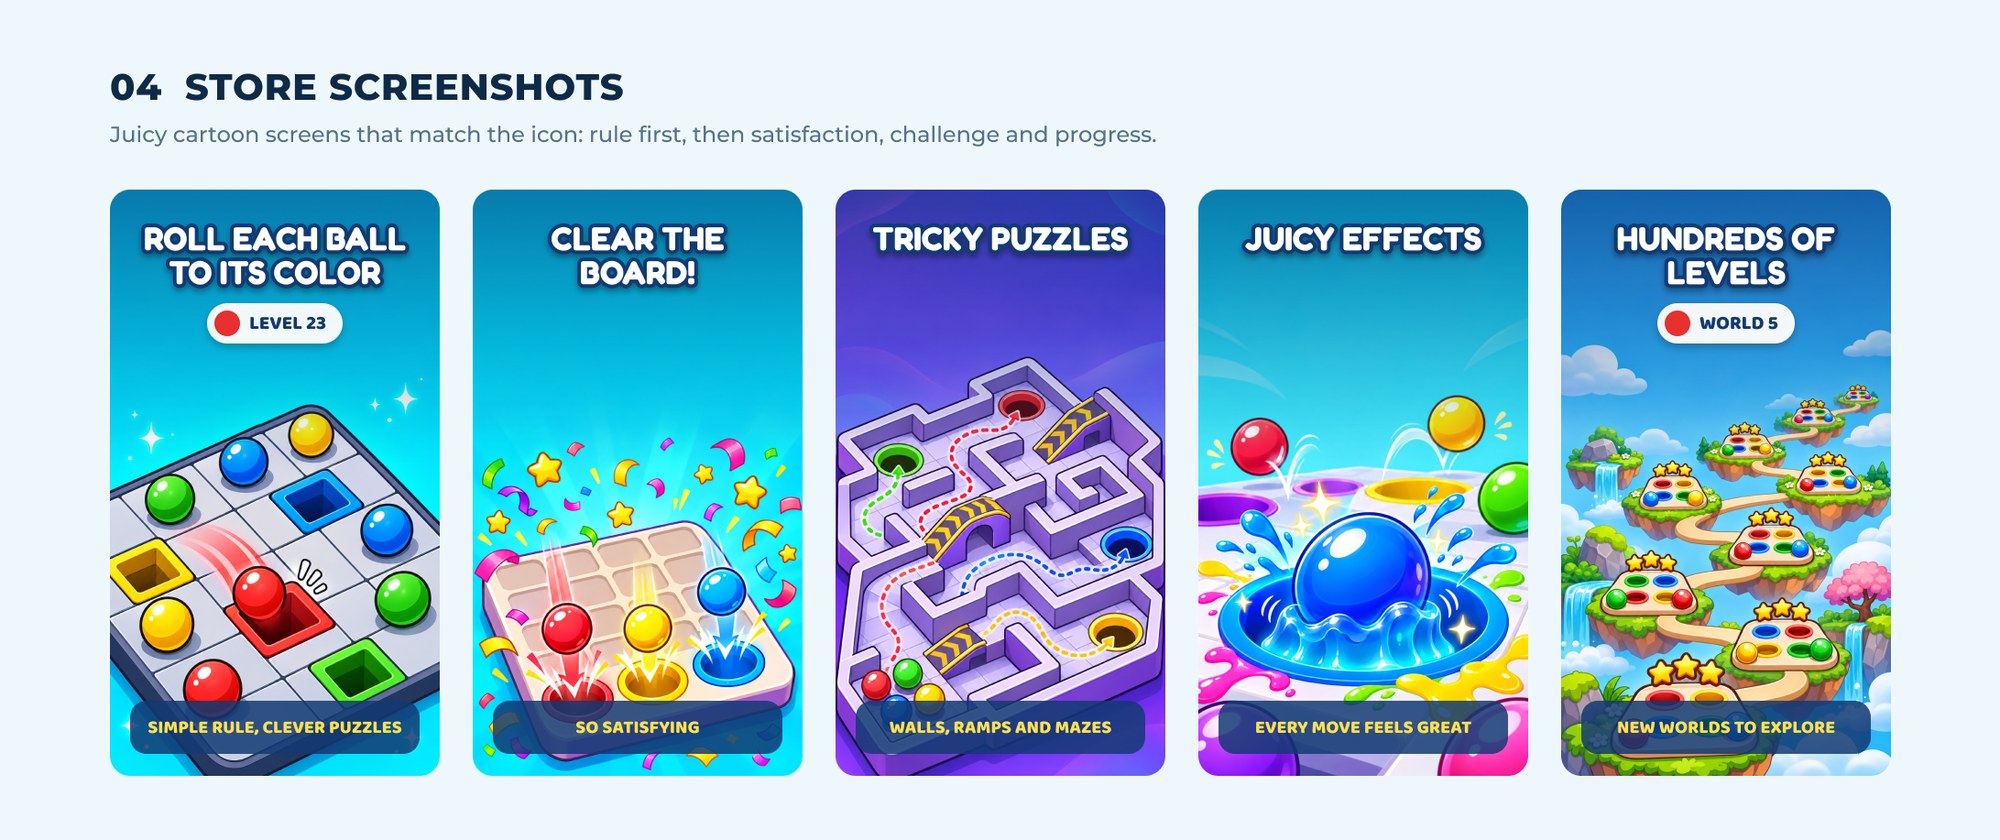 04 STORE SCREENSHOTS
Juicy cartoon screens that match the icon: rule first, then satisfaction, challenge and progress.
ROLL EACH BALL
TO ITS COLOR
LEVEL 23
SIMPLE RULE, CLEVER PUZZLES
CLEAR THE
BOARD!
SO SATISFYING
TRICKY PUZZLES
WALLS, RAMPS AND MAZES
JUICY EFFECTS
EVERY MOVE FEELS GREAT
HUNDREDS OF
LEVELS
WORLD 5
NEW WORLDS TO EXPLORE